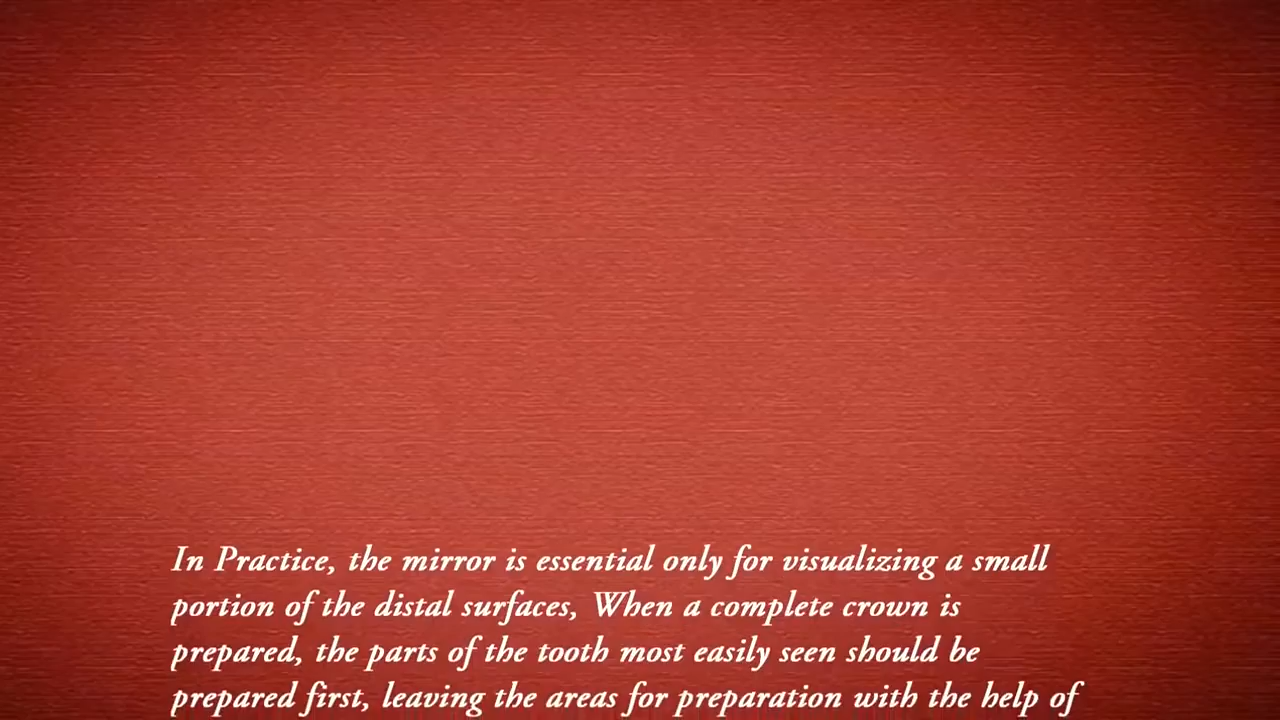 In Practice, the mirror is essential only for visualizing a small
portion of the distal surfaces, When a complete crown is
prepared, the parts of the tooth most easily seen should be
prepared first, leaving the areas for preparation with the help of